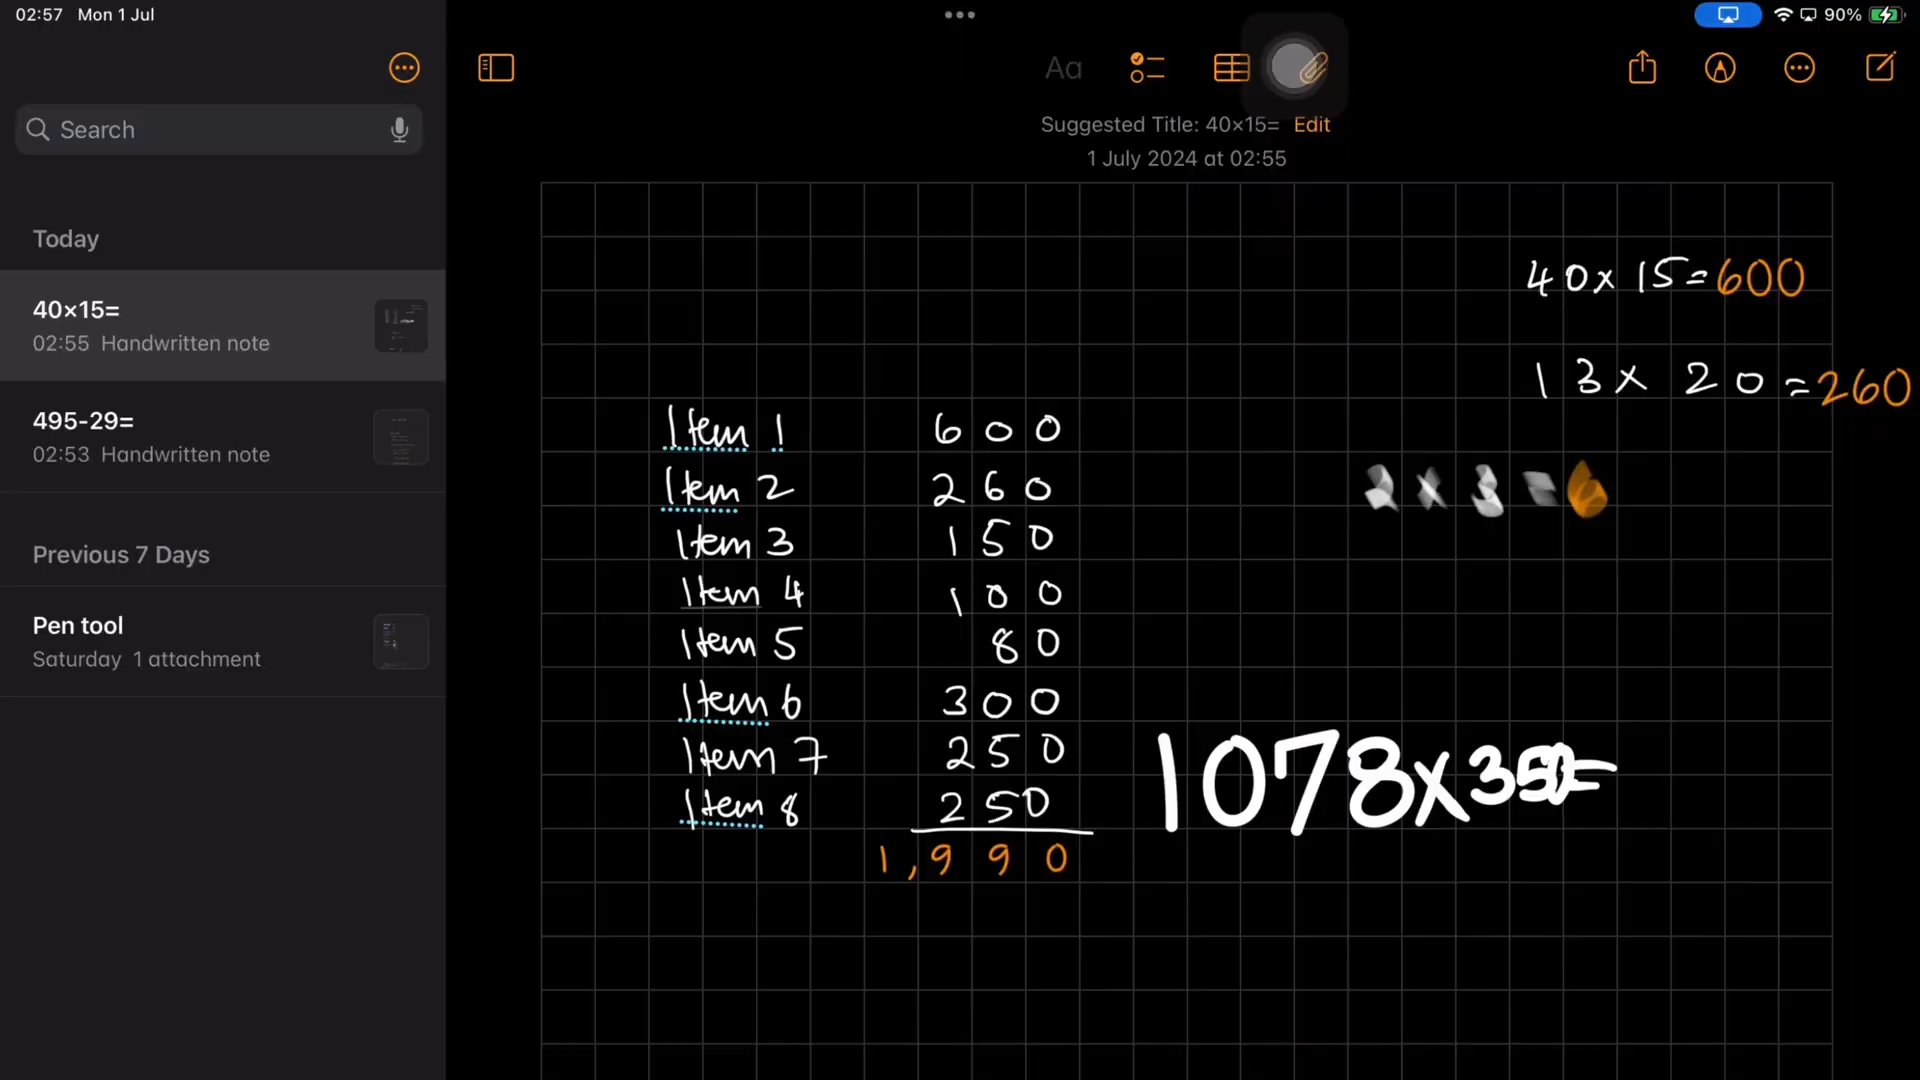 02:57 Mon 1 Jul
90%
Search
Today
40×15=
02:55 Handwritten note
495-29=
02:53 Handwritten note
Previous 7 Days
Pen tool
Saturday 1 attachment
Aa
Suggested Title: 40×15= Edit
1 July 2024 at 02:55
40x 15=600
13x 20=260
Item 1 600
Item 2 260
Item 3 150
Item 4 100
Item 5 80
Item 6 300
Item 7 250
Item 8 250
1,990
3=6
1078x350=